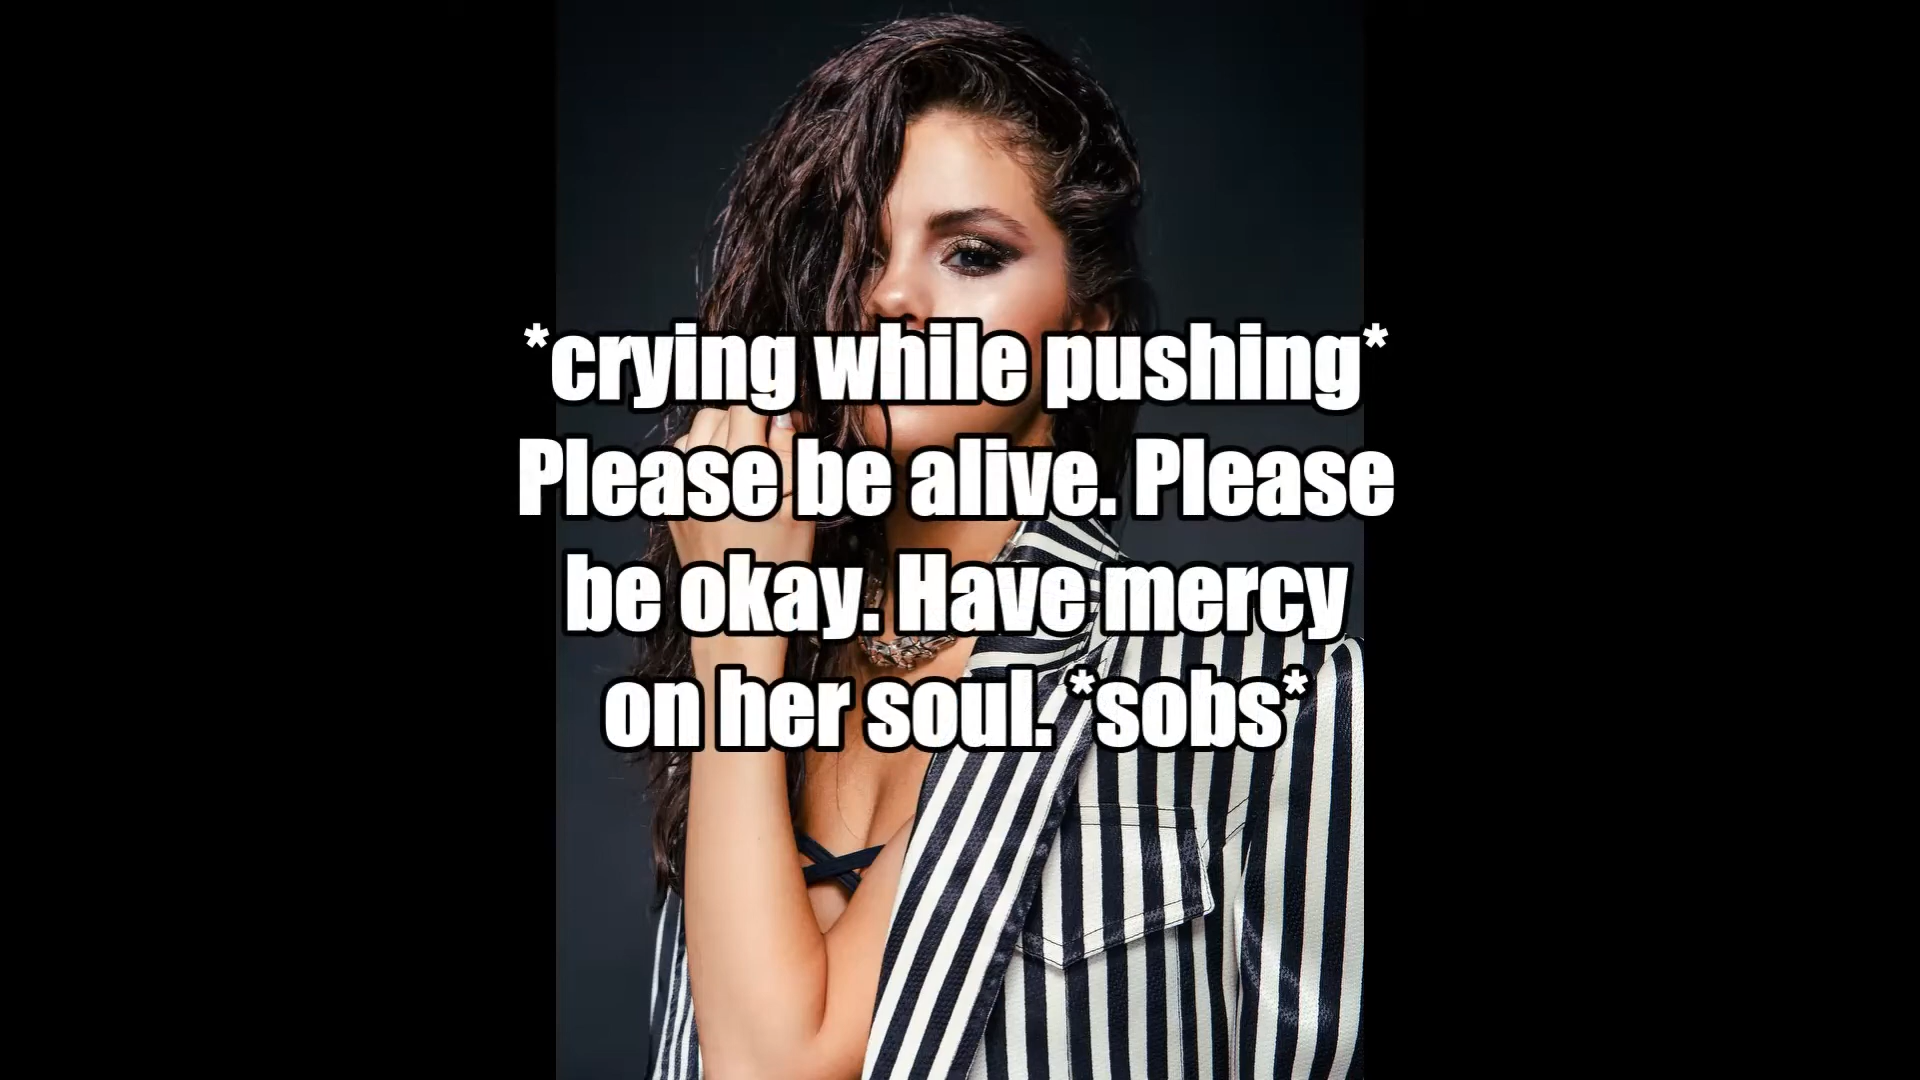 *crying while pushing*
Please be alive. Please
be okay. Have mercy
on her soul. *sobs*